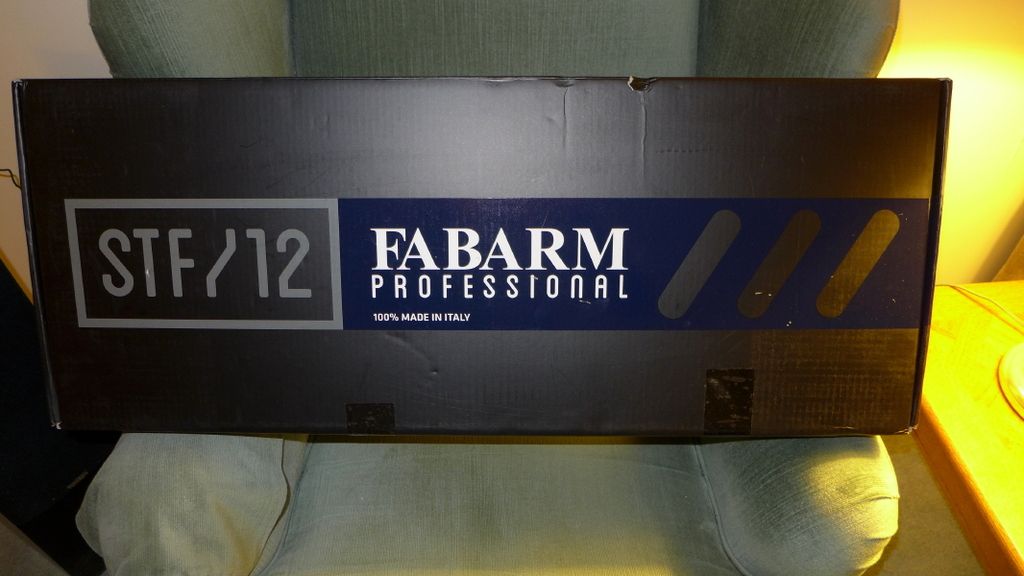 STF/12
FABARM
PROFESSIONAL
100% MADE IN ITALY